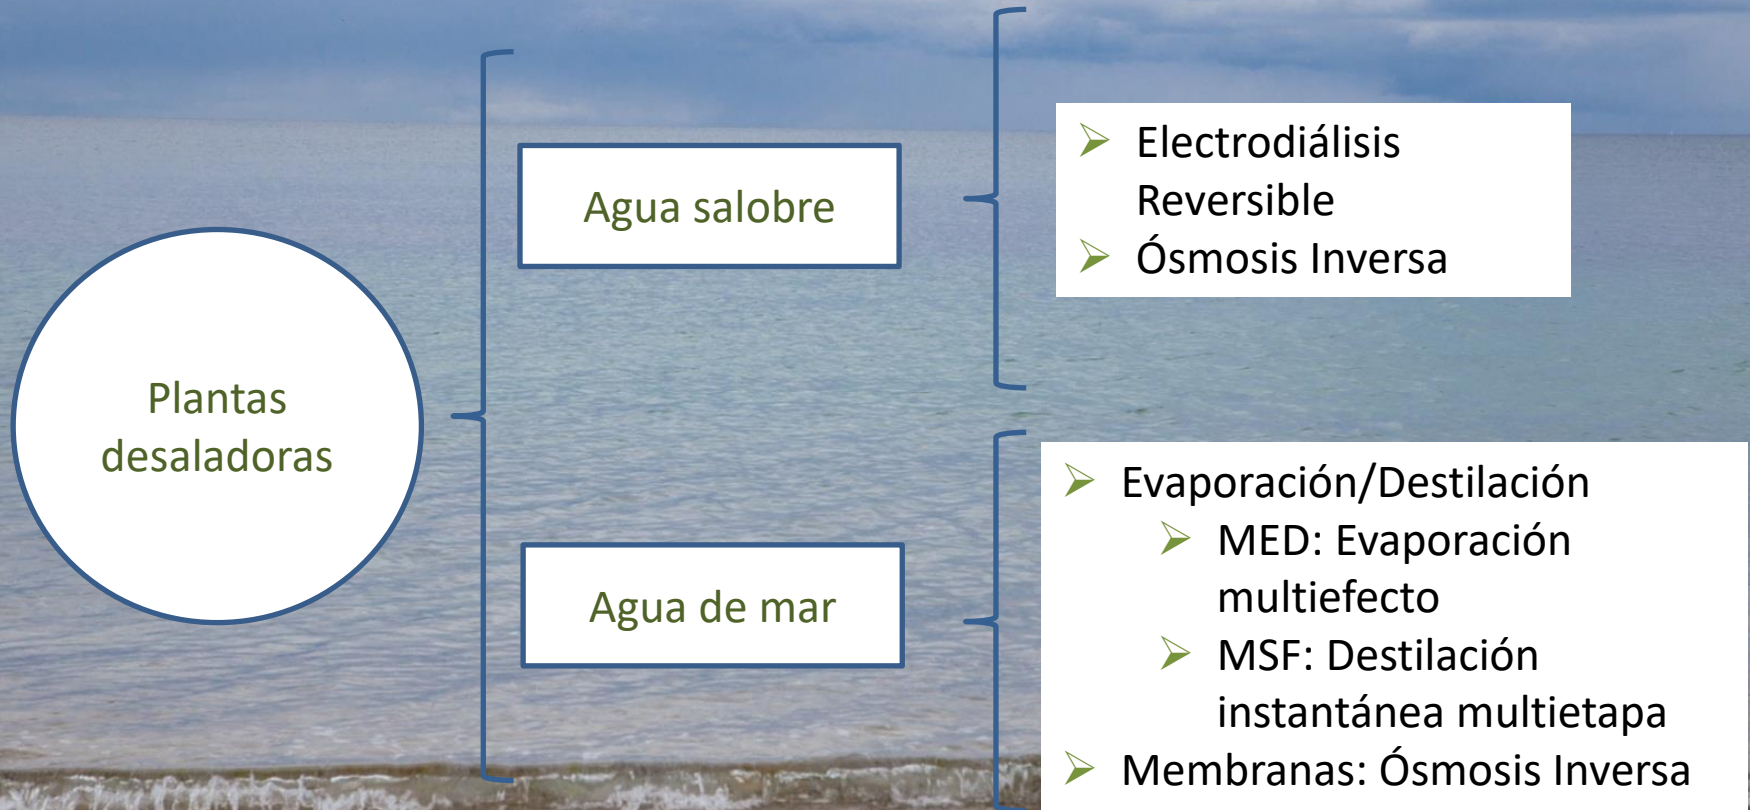 Plantas
desaladoras
Agua salobre
Electrodiálisis
Reversible
Ósmosis Inversa
Agua de mar
Evaporación/Destilación
MED: Evaporación
multiefecto
MSF: Destilación
instantánea multietapa
Membranas: Ósmosis Inversa